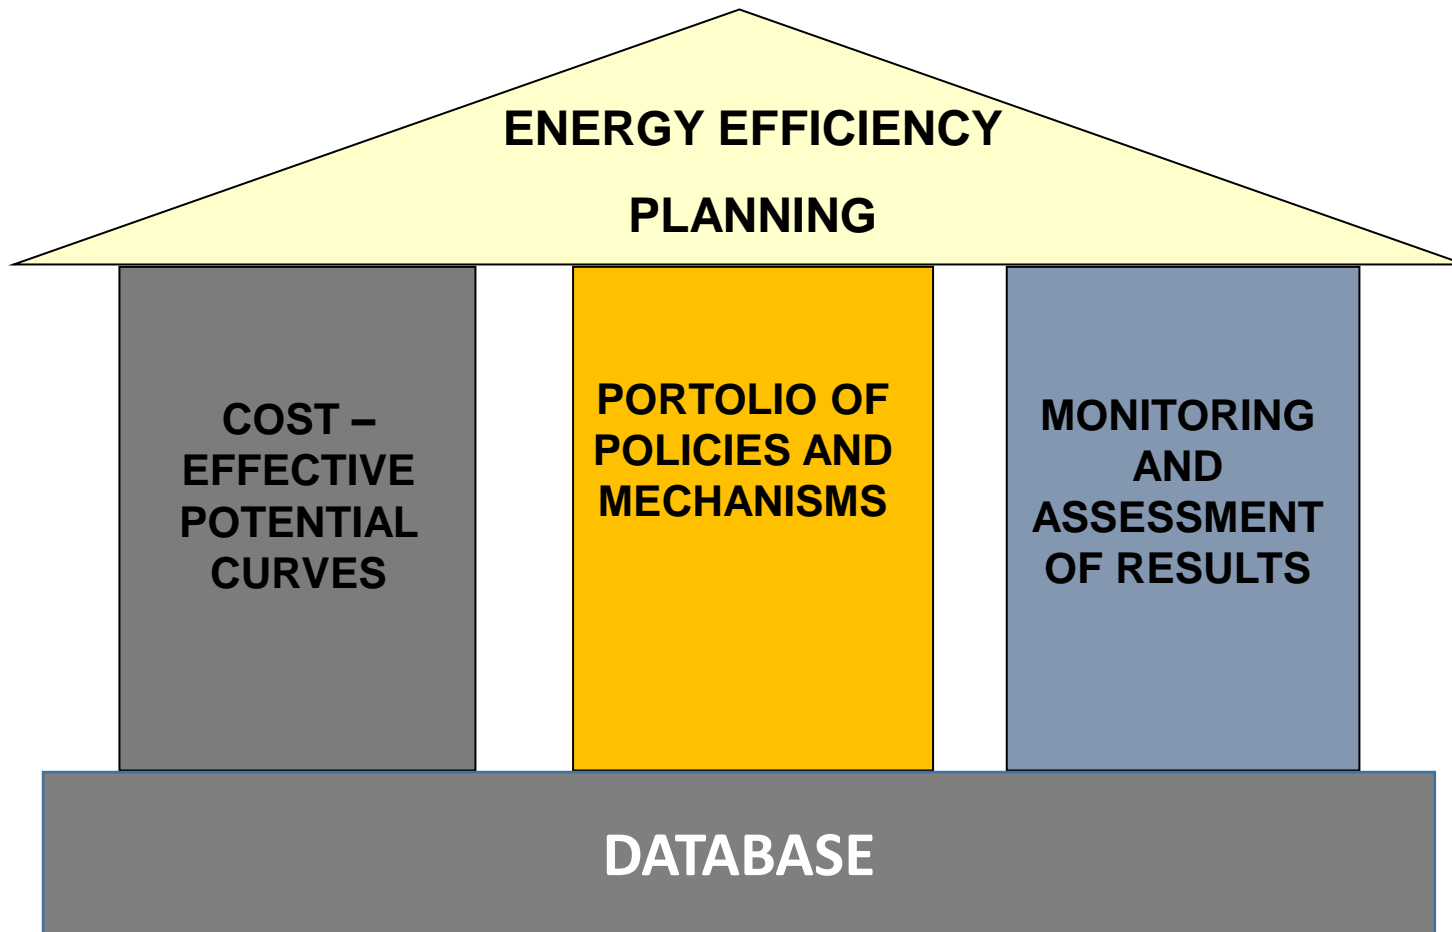 ENERGY EFFICIENCY
PLANNING
COST –
EFFECTIVE
POTENTIAL
CURVES
PORTOLIO OF
POLICIES AND
MECHANISMS
MONITORING
AND
ASSESSMENT
OF RESULTS
DATABASE